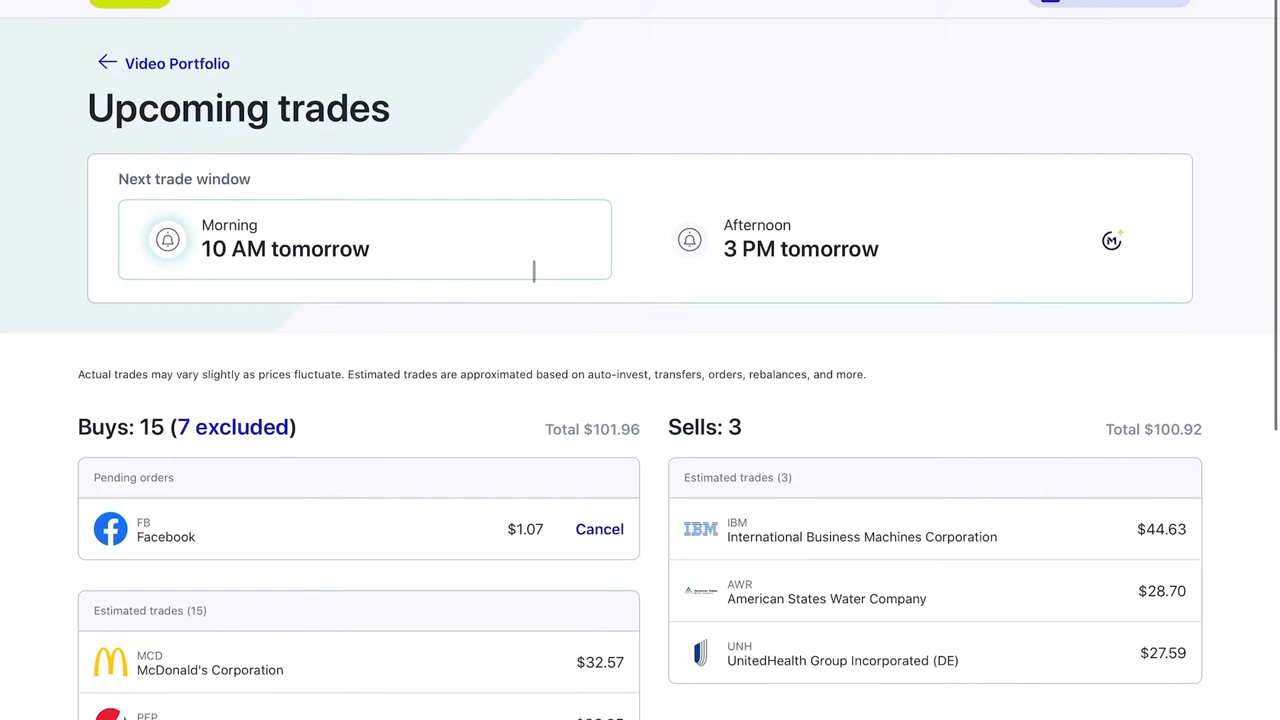 Video Portfolio
Upcoming trades
Next trade window
Morning
10 AM tomorrow
Afternoon
3 PM tomorrow
M
Actual trades may vary slightly as prices fluctuate. Estimated trades are approximated based on auto-invest, transfers, orders, rebalances, and more.
Buys: 15 (7 excluded)
Total $101.96
Pending orders
FB
Facebook
$1.07
Cancel
Estimated trades (15)
MCD
McDonald's Corporation
$32.57
PEP
Sells: 3
Total $100.92
Estimated trades (3)
IBM
IBM
International Business Machines Corporation
$44.63
AWR
American States Water Company
$28.70
UNH
UnitedHealth Group Incorporated (DE)
$27.59